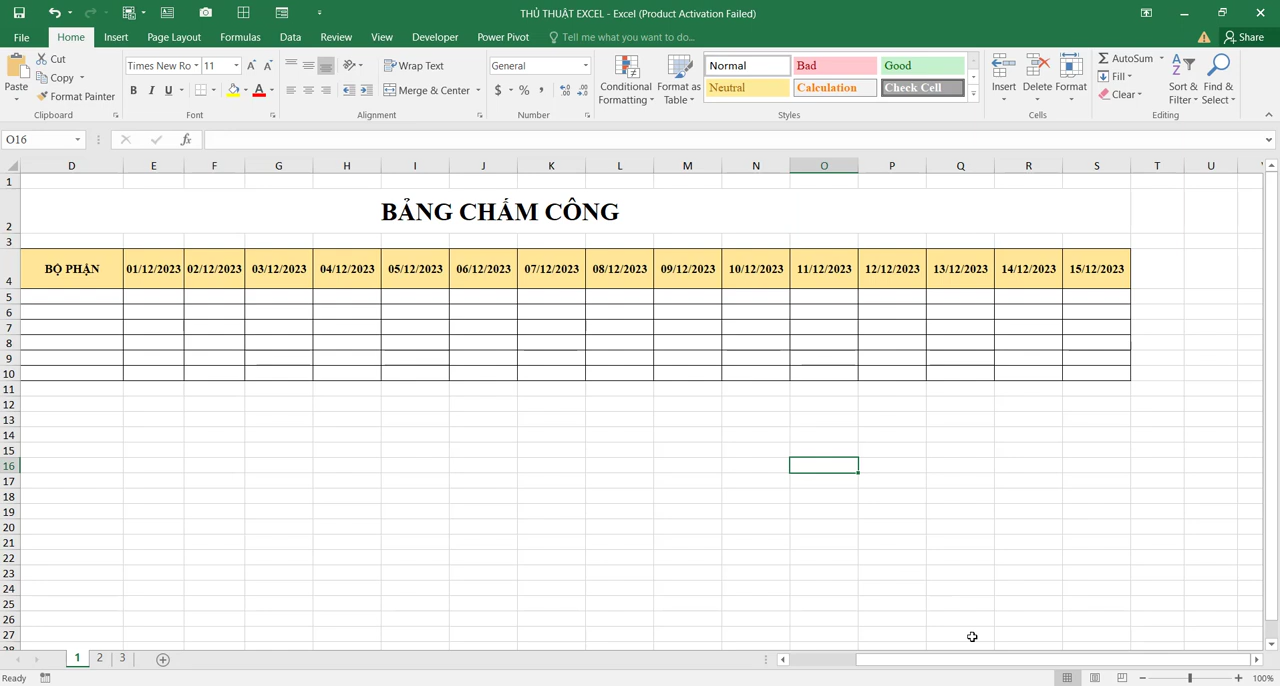 THỦ THUẬT EXCEL - Excel (Product Activation Failed)
File Home Insert Page Layout Formulas Data Review View Developer Power Pivot Tell me what you want to do... Share
Paste Cut Copy Format Painter Clipboard
Times New Ro 11 B I U A Font
Wrap Text Merge & Center Alignment
General $ % , Number
Conditional Formatting Format as Table
Normal Bad Good
Neutral Calculation Check Cell
Styles
Insert Delete Format Cells
AutoSum Fill Clear Sort & Filter Find & Select Editing
O16 fx
D E F G H I J K L M N O P Q R S T U
1
2 BẢNG CHẤM CÔNG
3
4 BỘ PHẬN 01/12/2023 02/12/2023 03/12/2023 04/12/2023 05/12/2023 06/12/2023 07/12/2023 08/12/2023 09/12/2023 10/12/2023 11/12/2023 12/12/2023 13/12/2023 14/12/2023 15/12/2023
5
6
7
8
9
10
11
12
13
14
15
16
17
18
19
20
21
22
23
24
25
26
27
28
1 2 3
Ready 100%